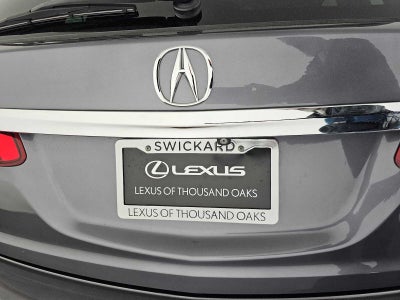 SWICKARD
LEXUS
LEXUS OF THOUSAND OAKS
LEXUS OF THOUSAND OAKS